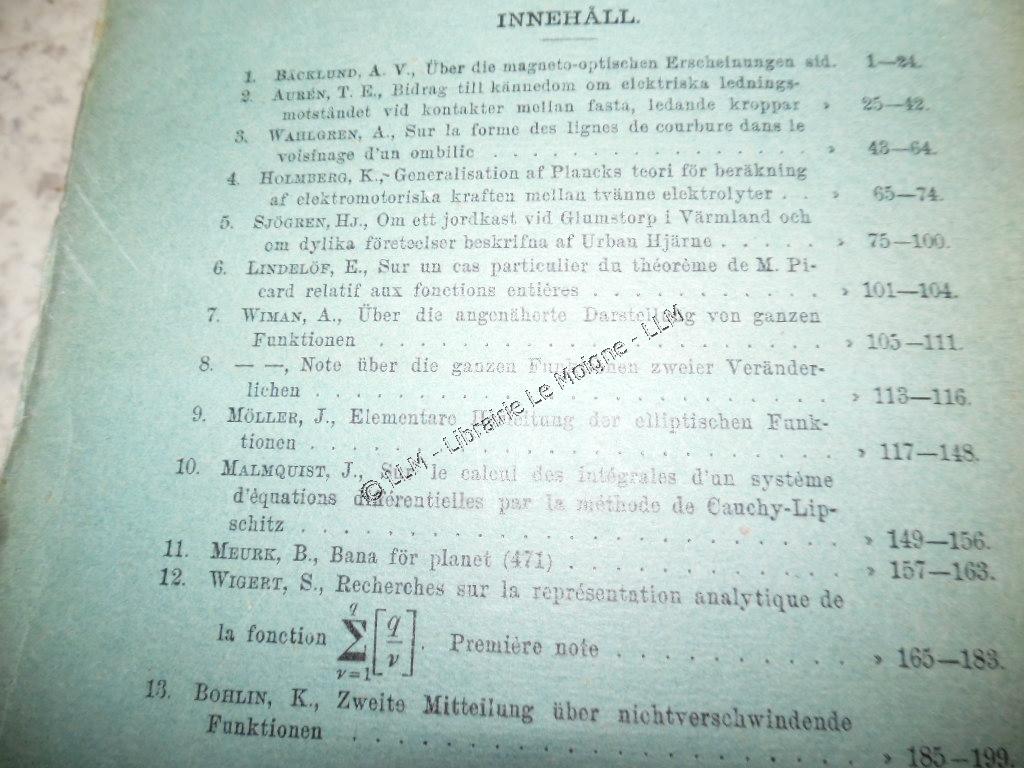 INNEHÅLL.
1. BÄCKLUND, A. V., Über die magneto-optischen Erscheinungen sid. 1—24.
2. AURÉN, T. E., Bidrag till kännedom om elektriska lednings-
motståndet vid kontakter mellan fasta, ledande kroppar » 25—42.
3. WAHLGREN, A., Sur la forme des lignes de courbure dans le
voisinage d'un ombilic . . . . . . . . . . . . . . » 43—64.
4. HOLMBERG, K., Generalisation af Plancks teori för beräkning
af elektromotoriska kraften mellan tvänne elektrolyter . . » 65—74.
5. SJÖGREN, HJ., Om ett jordkast vid Glumstorp i Värmland och
om dylika företeelser beskrifna af Urban Hjärne . . . . . » 75—100.
6. LINDELÖF, E., Sur un cas particulier du théorème de M. Pi-
card relatif aux fonctions entières . . . . . . . . . . . » 101—104.
7. WIMAN, A., Über die angenäherte Darstellung von ganzen
Funktionen . . . . . . . . . . . . . . . . . . . . » 105—111.
8. — —, Note über die ganzen Funktionen zweier Veränder-
lichen . . . . . . . . . . . . . . . . . . . . . . » 113—116.
9. MÖLLER, J., Elementare Herleitung der elliptischen Funk-
tionen . . . . . . . . . . . . . . . . . . . . . . » 117—148.
10. MALMQUIST, J., Sur le calcul des intégrales d'un système
d'équations différentielles par la méthode de Cauchy-Lip-
schitz . . . . . . . . . . . . . . . . . . . . . . » 149—156.
11. MEURK, B., Bana för planet (471) . . . . . . . . . . . » 157—163.
12. WIGERT, S., Recherches sur la représentation analytique de
la fonction ∑_{ν=1}^{q} [q/ν]. Première note . . . . . . . . . » 165—183.
13. BOHLIN, K., Zweite Mitteilung über nichtverschwindende
Funktionen . . . . . . . . . . . . . . . . . . . . » 185—199.
© LLM - Librairie Le Moigne - LLM